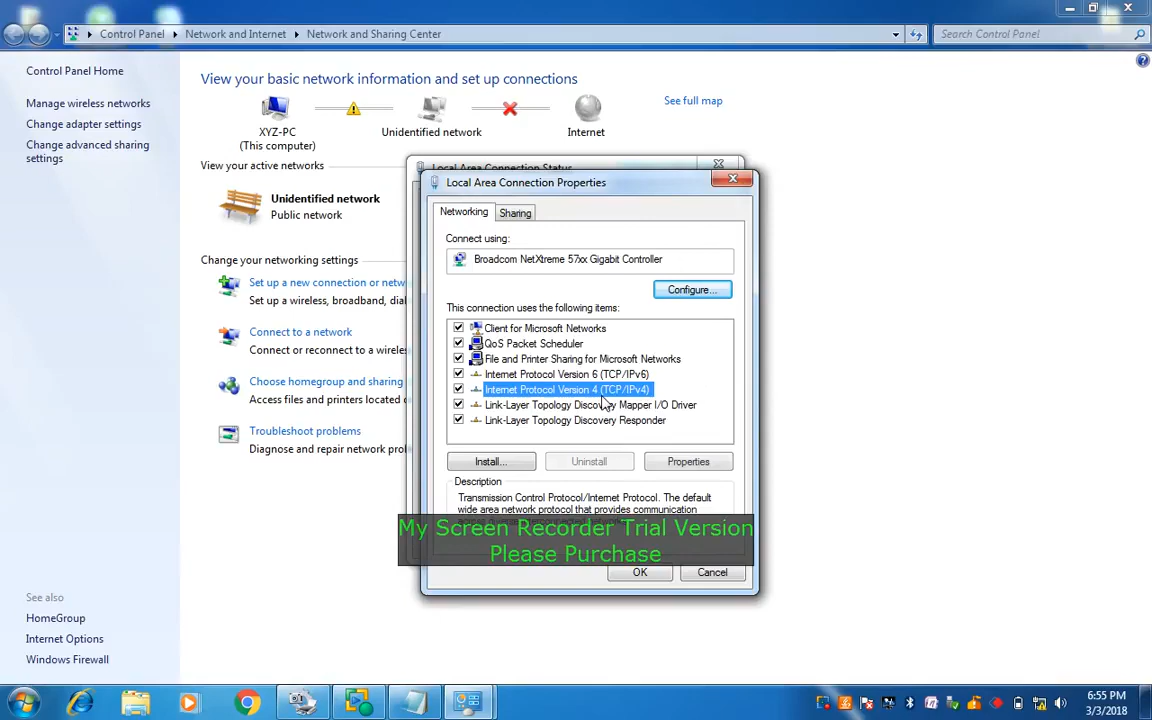 Control Panel
Network and Internet
Network and Sharing Center
Search Control Panel
Control Panel Home
Manage wireless networks
Change adapter settings
Change advanced sharing
settings
See also
HomeGroup
Internet Options
Windows Firewall
View your basic network information and set up connections
See full map
XYZ-PC
(This computer)
Unidentified network
Internet
View your active networks
Unidentified network
Public network
Change your networking settings
Set up a new connection or netw
Set up a wireless, broadband, dial
Connect to a network
Connect or reconnect to a wireles
Choose homegroup and sharing
Access files and printers located
Troubleshoot problems
Diagnose and repair network prob
Local Area Connection Status
Local Area Connection Properties
Networking
Sharing
Connect using:
Broadcom NetXtreme 57xx Gigabit Controller
Configure...
This connection uses the following items:
Client for Microsoft Networks
QoS Packet Scheduler
File and Printer Sharing for Microsoft Networks
Internet Protocol Version 6 (TCP/IPv6)
Internet Protocol Version 4 (TCP/IPv4)
Link-Layer Topology Discovery Mapper I/O Driver
Link-Layer Topology Discovery Responder
Install...
Uninstall
Properties
Description
Transmission Control Protocol/Internet Protocol. The default
wide area network protocol that provides communication
My Screen Recorder Trial Version
Please Purchase
OK
Cancel
6:55 PM
3/3/2018